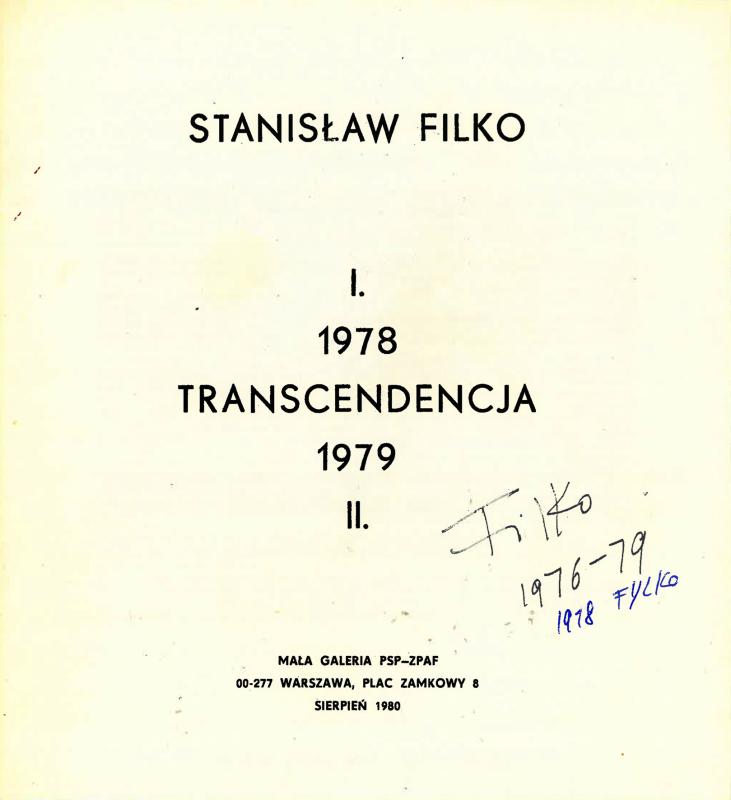 STANISŁAW FILKO
I.
1978
TRANSCENDENCJA
1979
II.
Filko
1976-79
1978 FYLKO
MAŁA GALERIA PSP–ZPAF
00-277 WARSZAWA, PLAC ZAMKOWY 8
SIERPIEŃ 1980